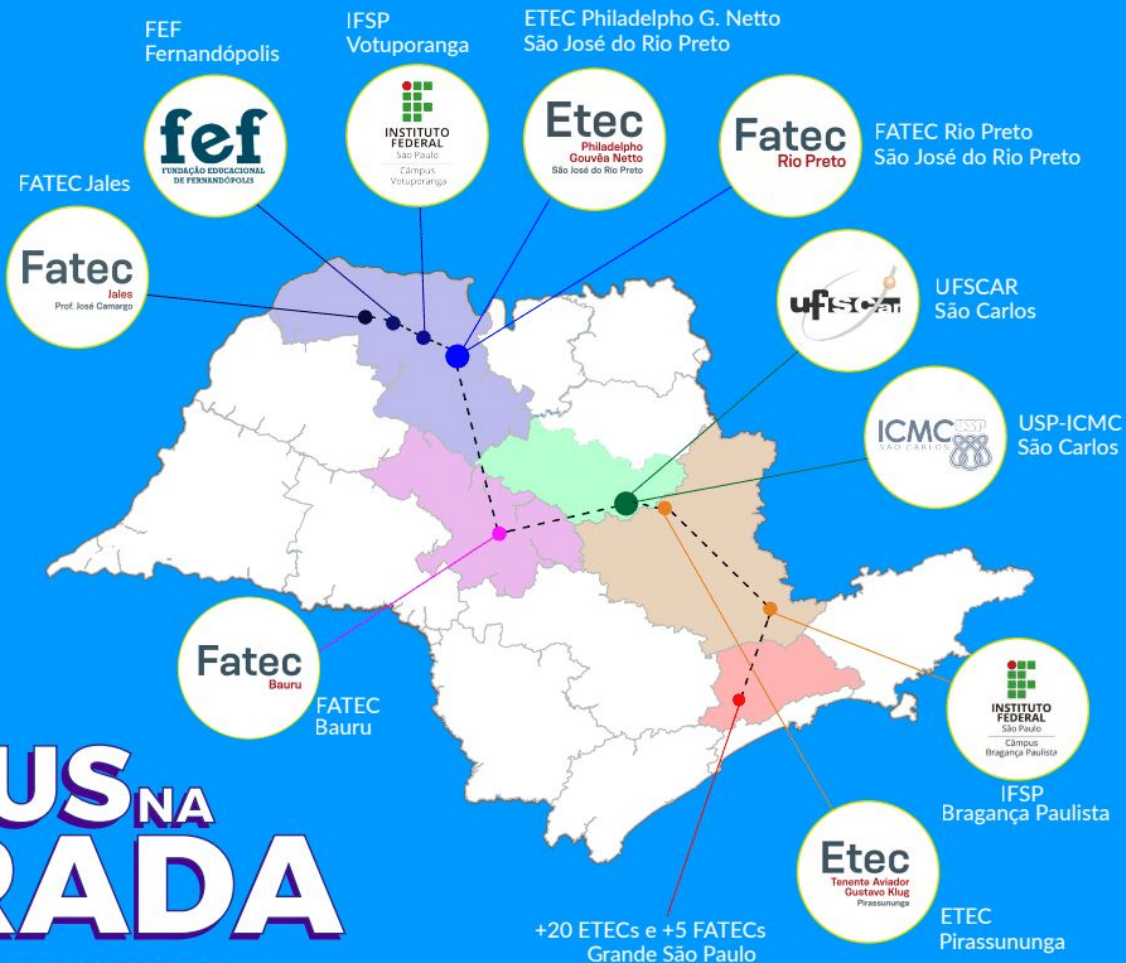 FEF
Fernandópolis
IFSP
Votuporanga
ETEC Philadelpho G. Netto
São José do Rio Preto
fef
FUNDAÇÃO EDUCACIONAL
DE FERNANDÓPOLIS
INSTITUTO
FEDERAL
São Paulo
Câmpus
Votuporanga
Etec
Philadelpho
Gouvêa Netto
São José do Rio Preto
Fatec
Rio Preto
FATEC Rio Preto
São José do Rio Preto
FATEC Jales
Fatec
Jales
Prof. José Camargo
ufscar
UFSCAR
São Carlos
ICMC USP
SÃO CARLOS
USP-ICMC
São Carlos
Fatec
Bauru
FATEC
Bauru
INSTITUTO
FEDERAL
São Paulo
Câmpus
Bragança Paulista
IFSP
Bragança Paulista
US NA
RADA
Etec
Tenente Aviador
Gustavo Klug
Pirassununga
ETEC
Pirassununga
+20 ETECs e +5 FATECs
Grande São Paulo